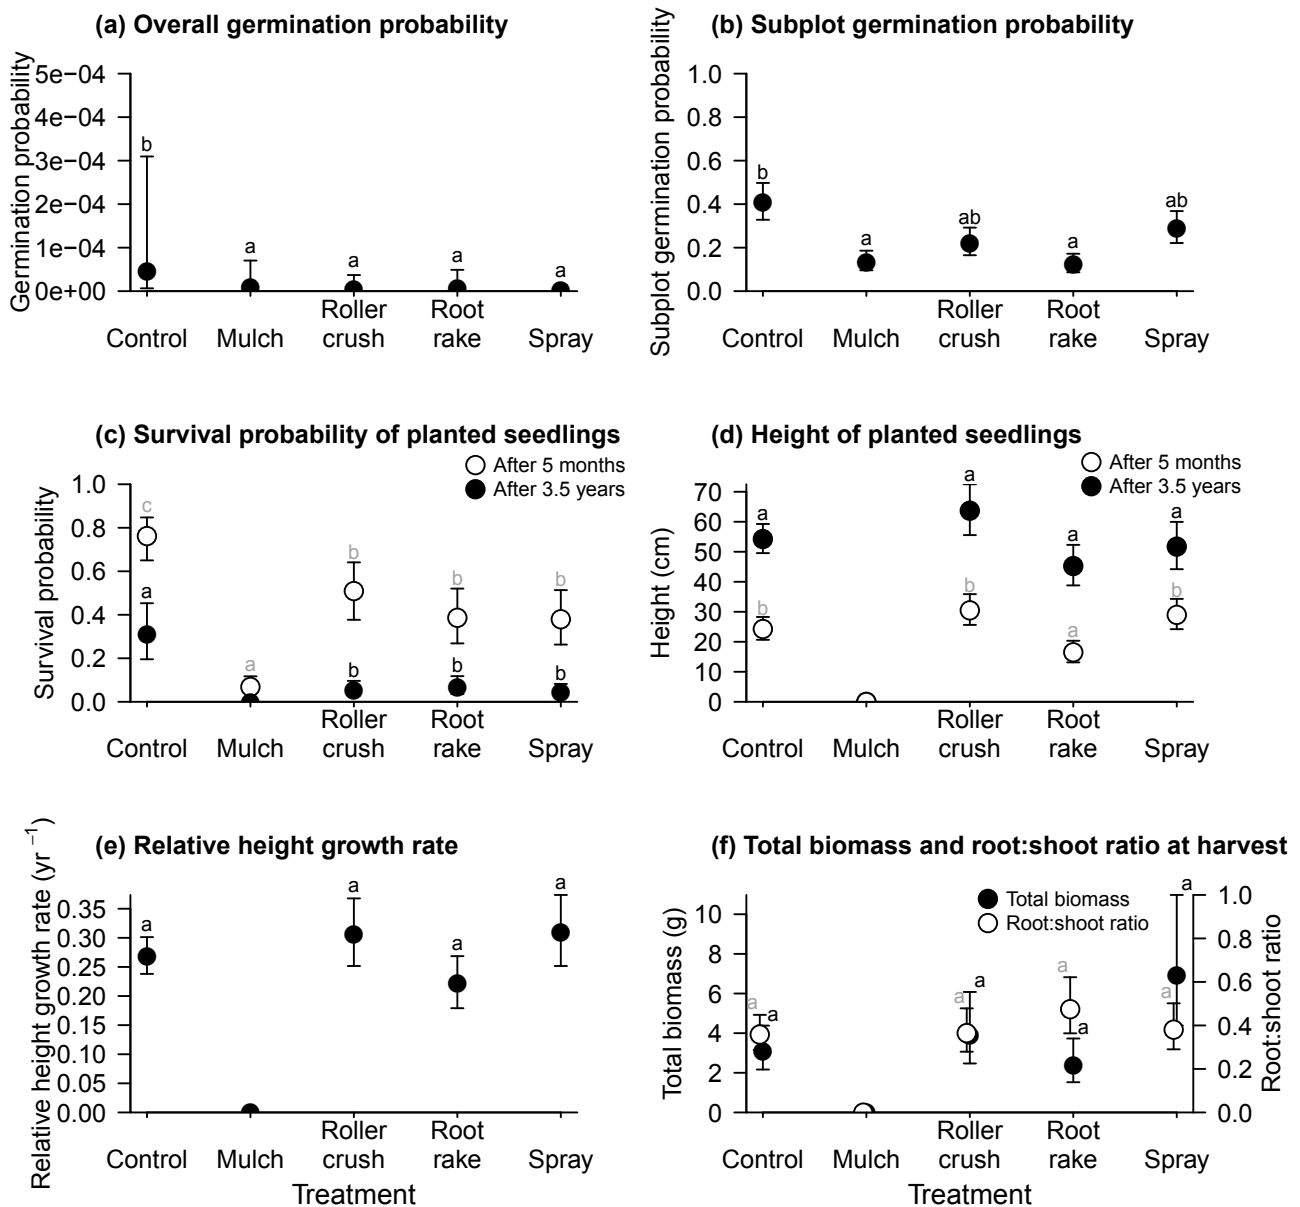 (a) Overall germination probability
Germination probability
5e−04
4e−04
3e−04
2e−04
1e−04
0e+00
b
a
a
a
a
Control
Mulch
Roller
crush
Root
rake
Spray
(b) Subplot germination probability
Subplot germination probability
1.0
0.8
0.6
0.4
0.2
0.0
b
a
ab
a
ab
Control
Mulch
Roller
crush
Root
rake
Spray
(c) Survival probability of planted seedlings
After 5 months
After 3.5 years
Survival probability
1.0
0.8
0.6
0.4
0.2
0.0
c
a
a
b
b
b
b
b
b
Control
Mulch
Roller
crush
Root
rake
Spray
(d) Height of planted seedlings
After 5 months
After 3.5 years
Height (cm)
70
60
50
40
30
20
10
0
a
b
a
b
a
a
a
b
Control
Mulch
Roller
crush
Root
rake
Spray
(e) Relative height growth rate
Relative height growth rate (yr −1)
0.35
0.30
0.25
0.20
0.15
0.10
0.05
0.00
a
a
a
a
Control
Mulch
Roller
crush
Root
rake
Spray
Treatment
(f) Total biomass and root:shoot ratio at harvest
Total biomass
Root:shoot ratio
Total biomass (g)
10
8
6
4
2
0
a
a
a
a
a
a
a
a
1.0
0.8
0.6
0.4
0.2
0.0
Root:shoot ratio
Control
Mulch
Roller
crush
Root
rake
Spray
Treatment